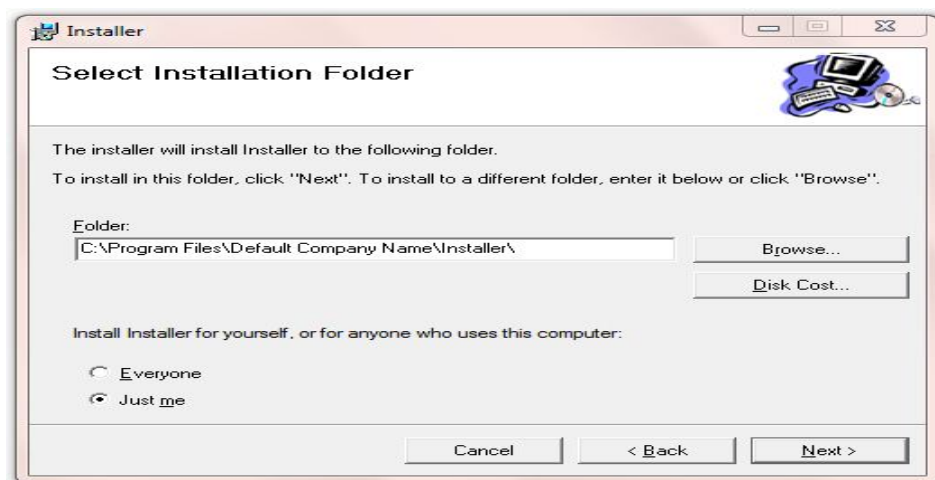 Installer
Select Installation Folder
The installer will install Installer to the following folder.
To install in this folder, click "Next". To install to a different folder, enter it below or click "Browse".
Folder:
C:\Program Files\Default Company Name\Installer\
Browse...
Disk Cost...
Install Installer for yourself, or for anyone who uses this computer:
Everyone
Just me
Cancel
< Back
Next >